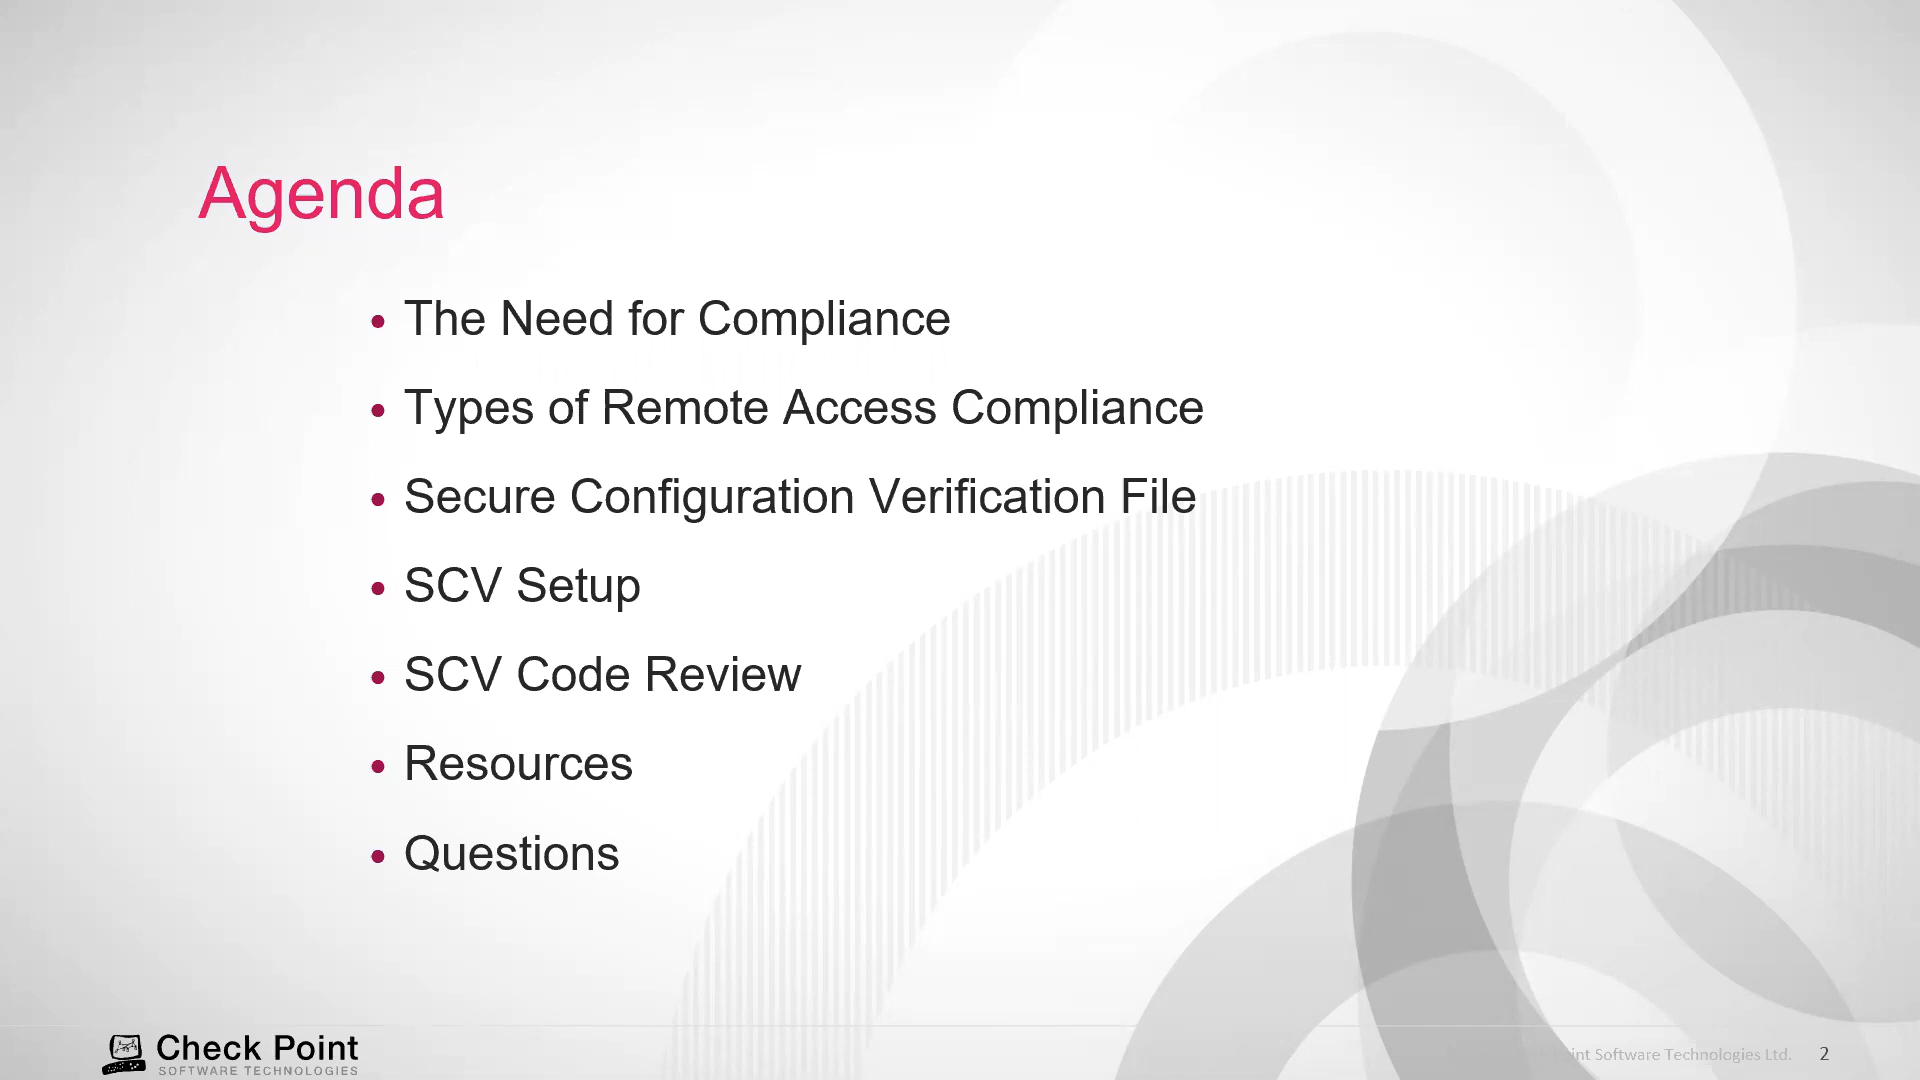 Agenda
• The Need for Compliance
• Types of Remote Access Compliance
• Secure Configuration Verification File
• SCV Setup
• SCV Code Review
• Resources
• Questions
Check Point
SOFTWARE TECHNOLOGIES
Software Technologies Ltd. 2